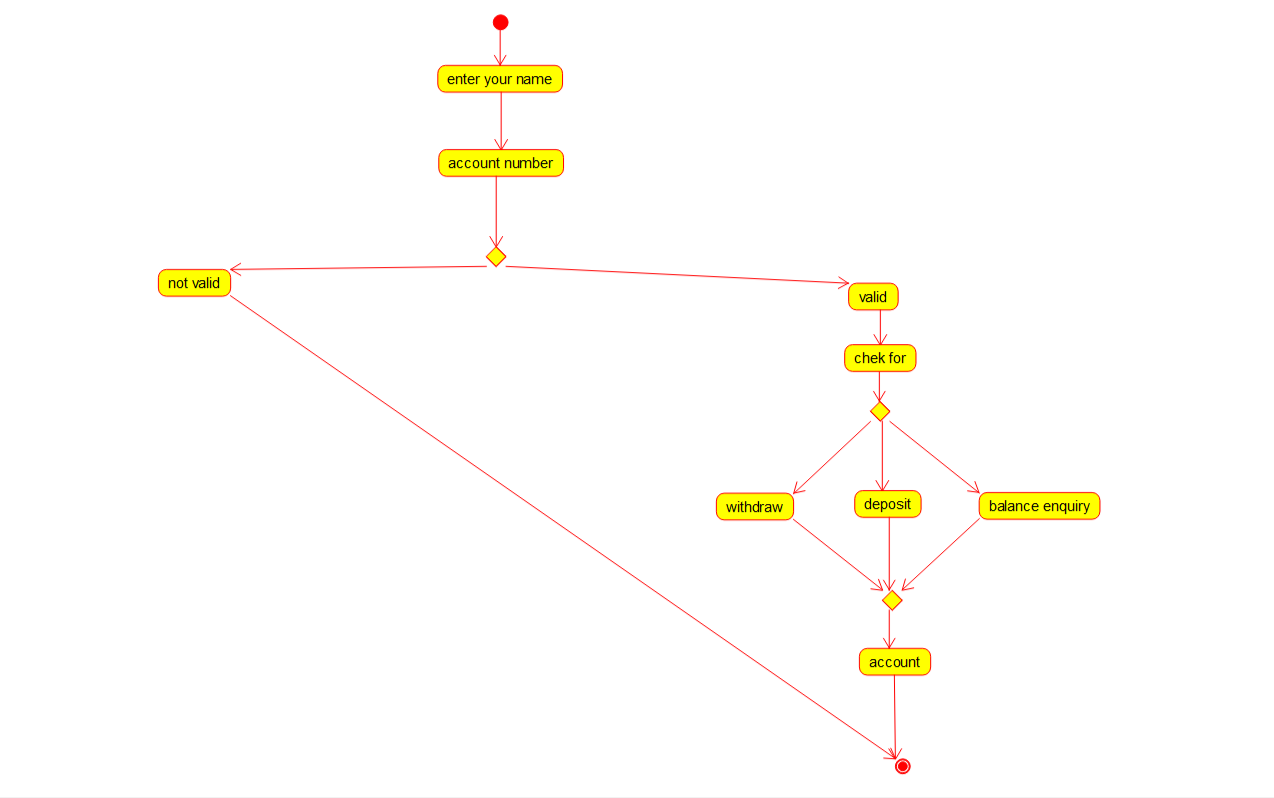 enter your name
account number
not valid
valid
chek for
withdraw
deposit
balance enquiry
account